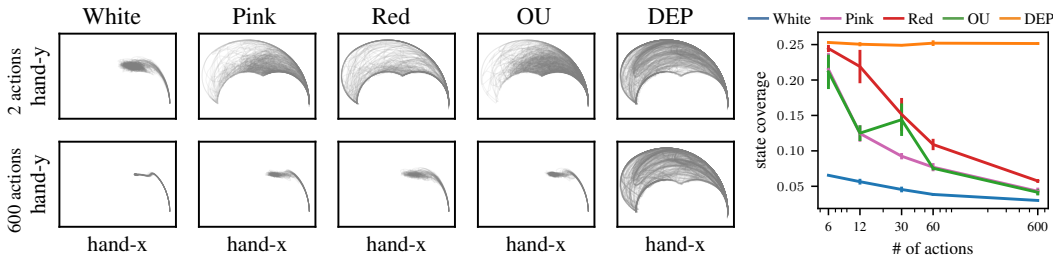 White Pink Red OU DEP
2 actions
hand-y
600 actions
hand-y
hand-x hand-x hand-x hand-x hand-x
White Pink Red OU DEP
state coverage
0.25
0.20
0.15
0.10
0.05
6 12 30 60 600
# of actions